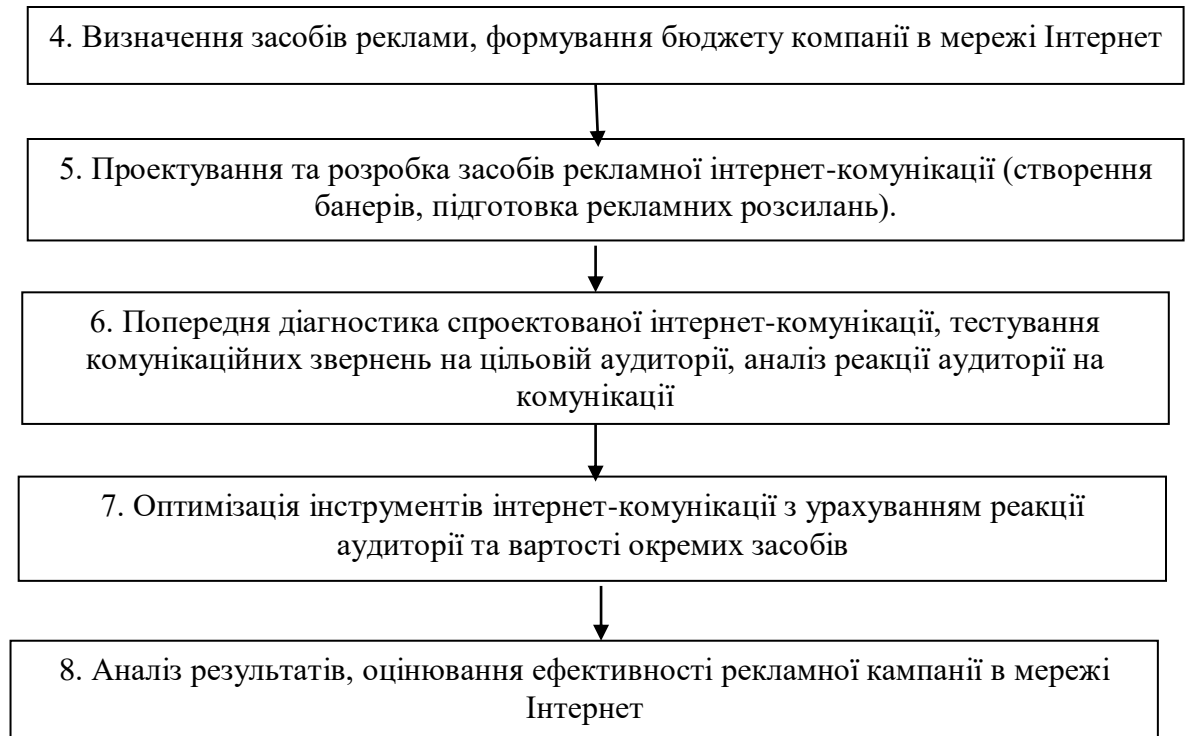 4. Визначення засобів реклами, формування бюджету компанії в мережі Інтернет
5. Проектування та розробка засобів рекламної інтернет-комунікації (створення
банерів, підготовка рекламних розсилань).
6. Попередня діагностика спроектованої інтернет-комунікації, тестування
комунікаційних звернень на цільовій аудиторії, аналіз реакції аудиторії на
комунікації
7. Оптимізація інструментів інтернет-комунікації з урахуванням реакції
аудиторії та вартості окремих засобів
8. Аналіз результатів, оцінювання ефективності рекламної кампанії в мережі
Інтернет